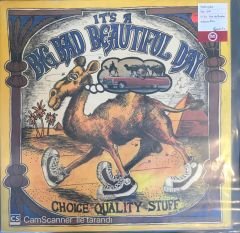 IT'S A
BIG BAD BEAUTIFUL DAY
CHOICE QUALITY STUFF
CS CamScanner ile tarandı